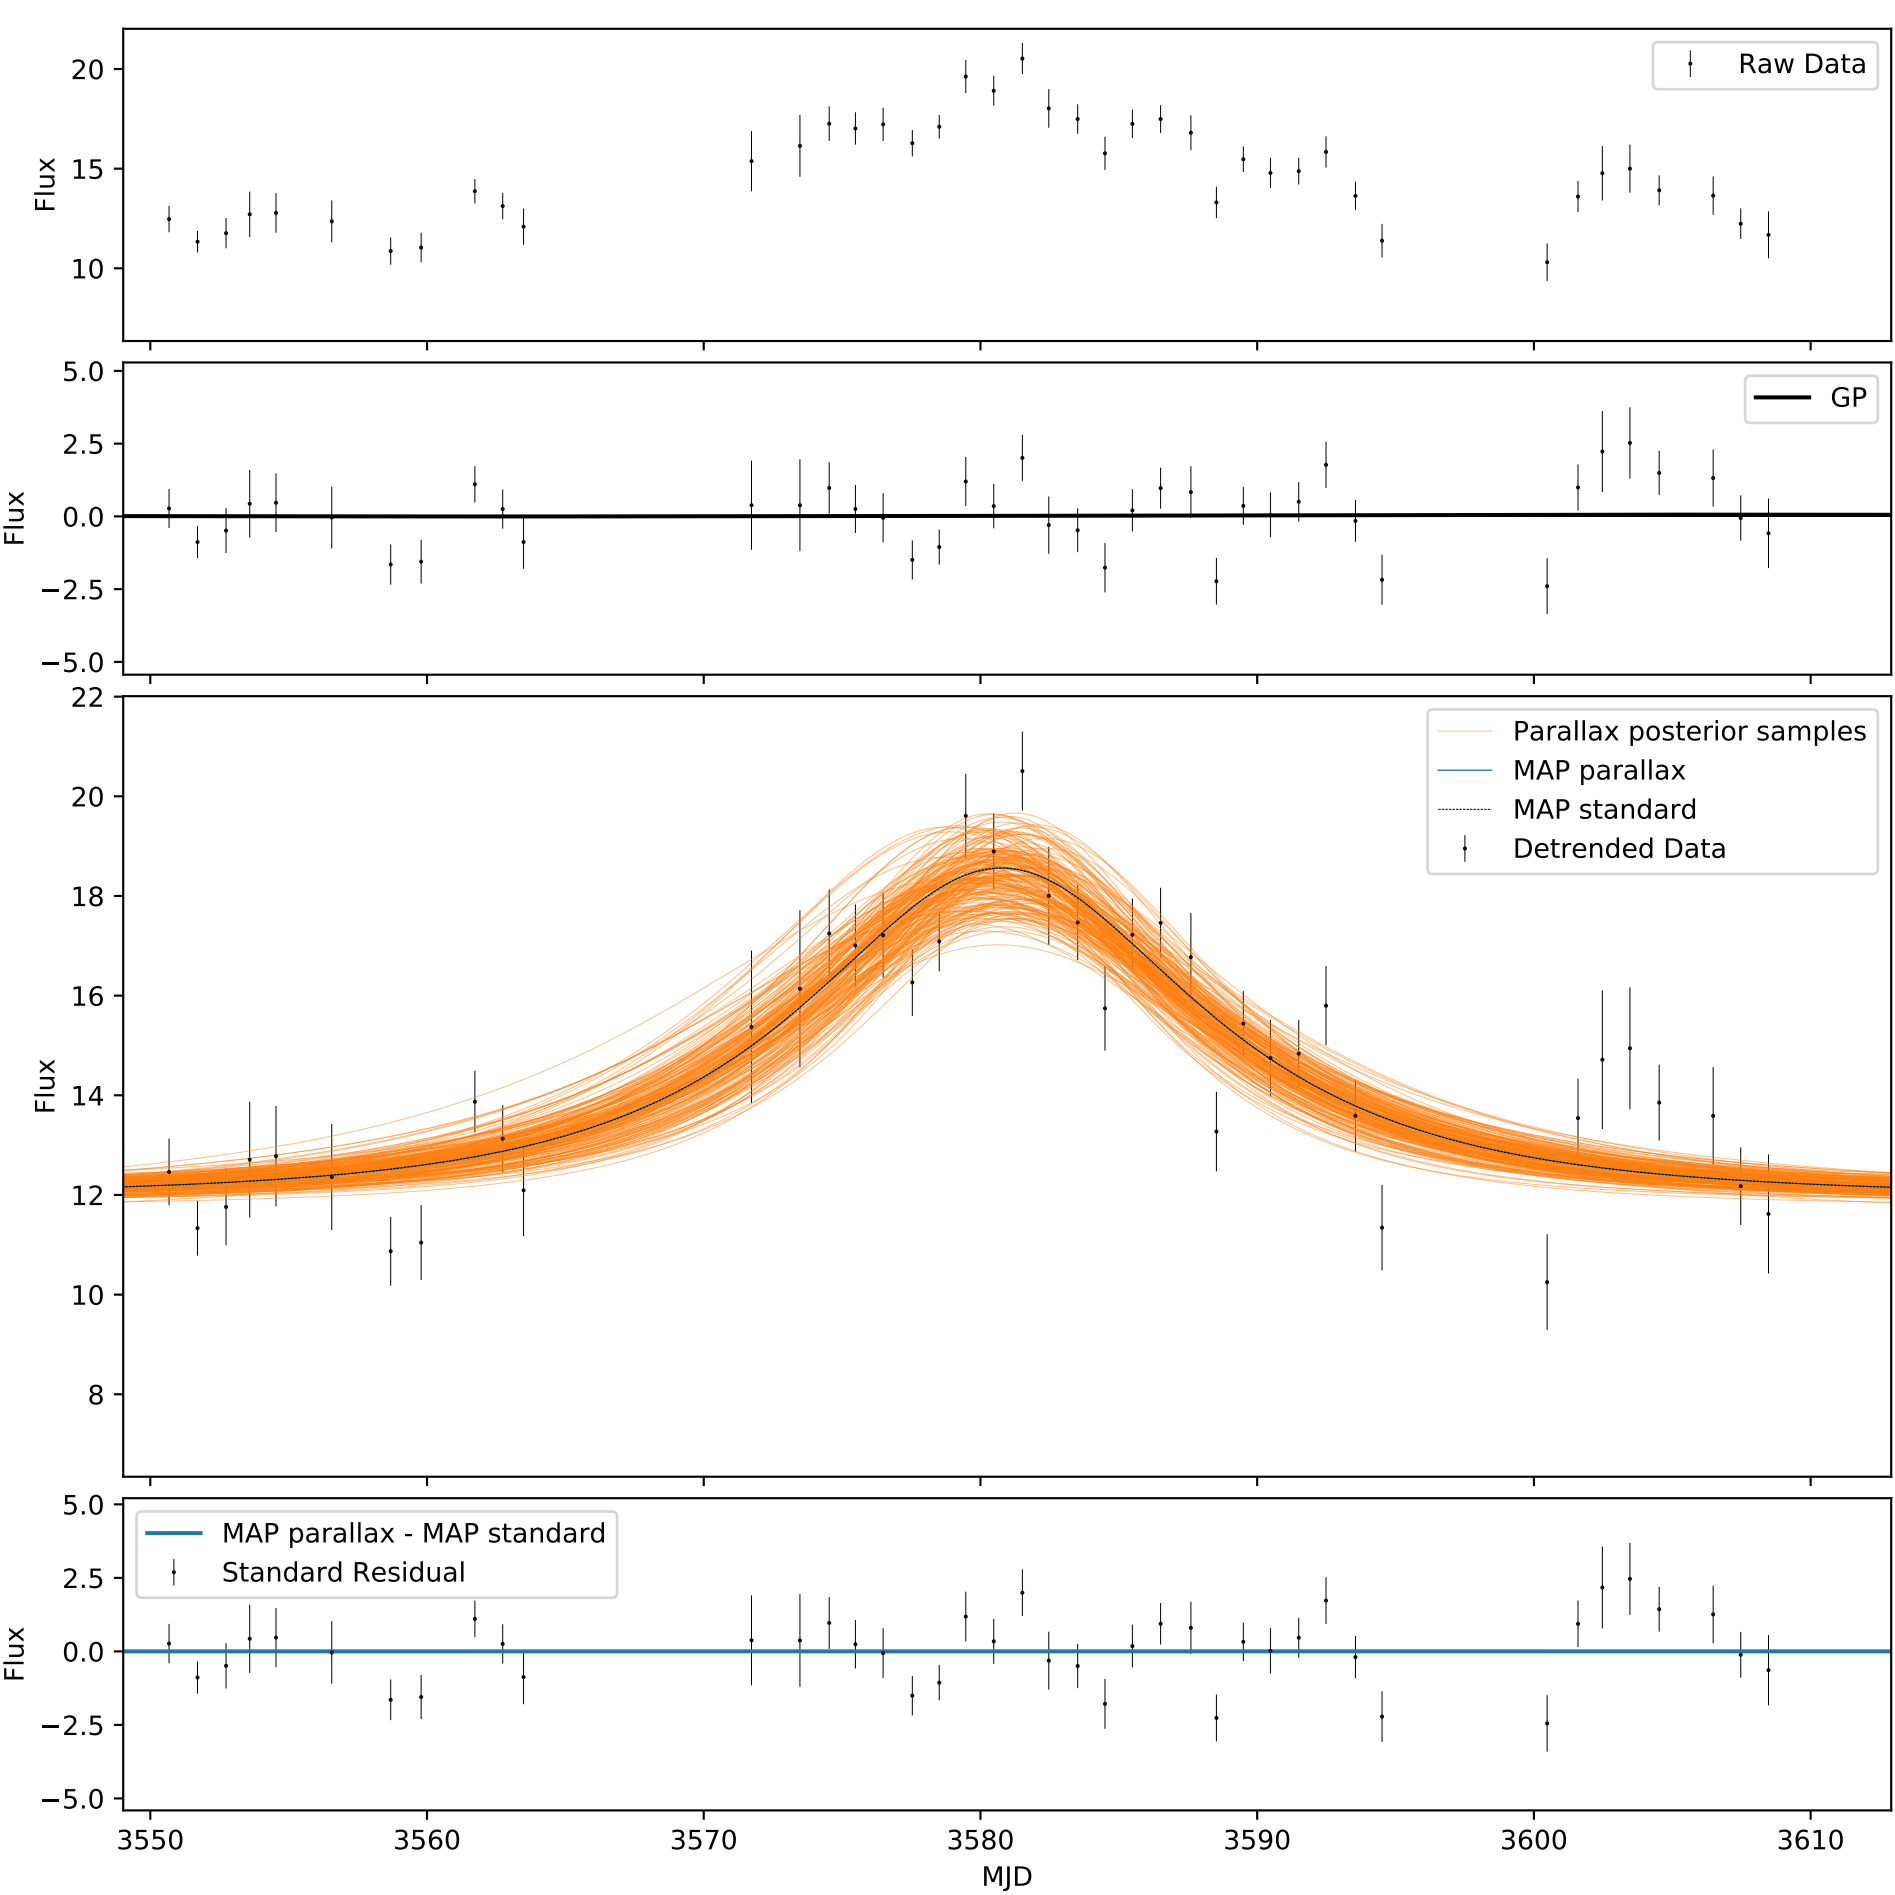 20
15
10
Flux
Raw Data
5.0
2.5
0.0
−2.5
−5.0
Flux
GP
22
20
18
16
14
12
10
8
Flux
Parallax posterior samples
MAP parallax
MAP standard
Detrended Data
5.0
2.5
0.0
−2.5
−5.0
Flux
MAP parallax - MAP standard
Standard Residual
3550 3560 3570 3580 3590 3600 3610
MJD